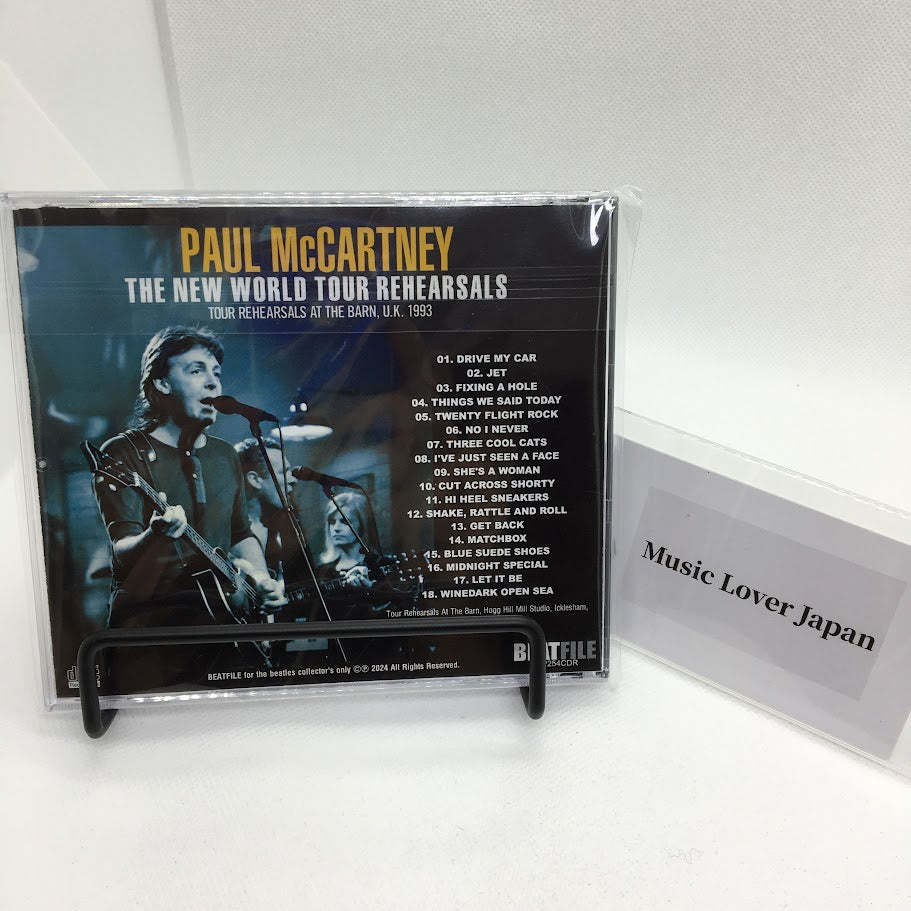 PAUL McCARTNEY
THE NEW WORLD TOUR REHEARSALS
TOUR REHEARSALS AT THE BARN, U.K. 1993
01. DRIVE MY CAR
02. JET
03. FIXING A HOLE
04. THINGS WE SAID TODAY
05. TWENTY FLIGHT ROCK
06. NO I NEVER
07. THREE COOL CATS
08. I'VE JUST SEEN A FACE
09. SHE'S A WOMAN
10. CUT ACROSS SHORTY
11. HI HEEL SNEAKERS
12. SHAKE, RATTLE AND ROLL
13. GET BACK
14. MATCHBOX
15. BLUE SUEDE SHOES
16. MIDNIGHT SPECIAL
17. LET IT BE
18. WINEDARK OPEN SEA
Tour Rehearsals At The Barn, Hogg Hill Mill Studio, Icklesham,
BEATFILE
254CDR
BEATFILE for the beatles collector's only ©℗ 2024 All Rights Reserved.
Music Lover Japan